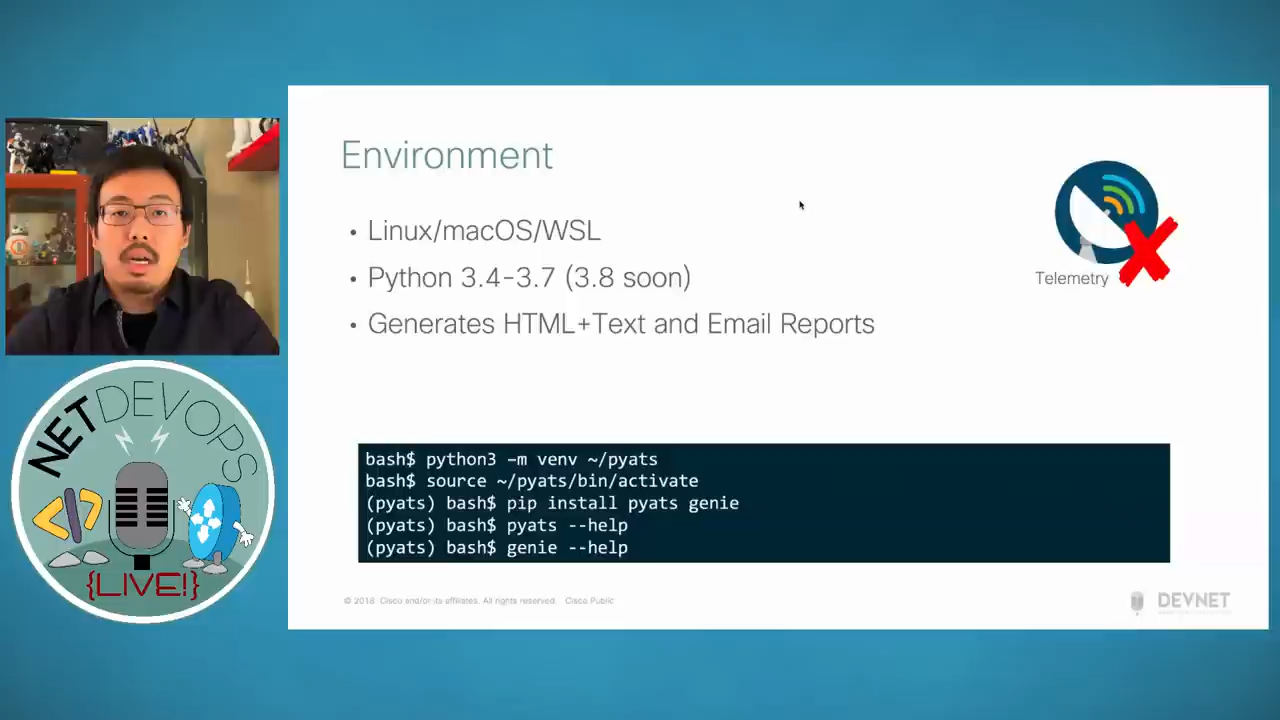 Environment
• Linux/macOS/WSL
• Python 3.4-3.7 (3.8 soon)
• Generates HTML+Text and Email Reports
Telemetry
bash$ python3 -m venv ~/pyats
bash$ source ~/pyats/bin/activate
(pyats) bash$ pip install pyats genie
(pyats) bash$ pyats --help
(pyats) bash$ genie --help
© 2018 Cisco and/or its affiliates. All rights reserved. Cisco Public
DEVNET
NETDEVOPS
</>
{LIVE!}